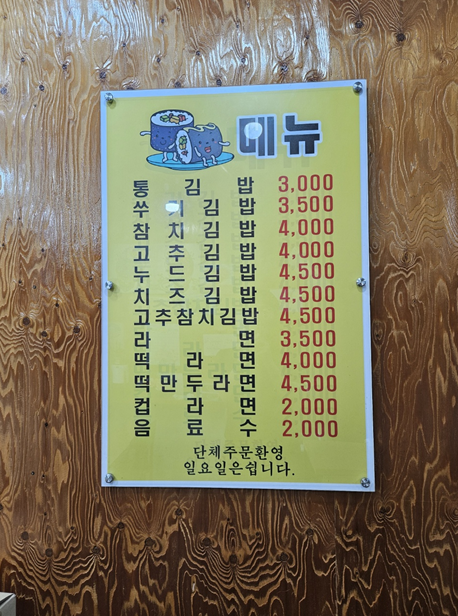 메뉴
통 김 밥 3,000
쑤 기 김 밥 3,500
참 치 김 밥 4,000
고 추 김 밥 4,000
누 드 김 밥 4,500
치 즈 김 밥 4,500
고추참치김밥 4,500
라 면 3,500
떡 라 면 4,000
떡만두라면 4,500
컵 라 면 2,000
음 료 수 2,000
단체주문환영
일요일은쉽니다.